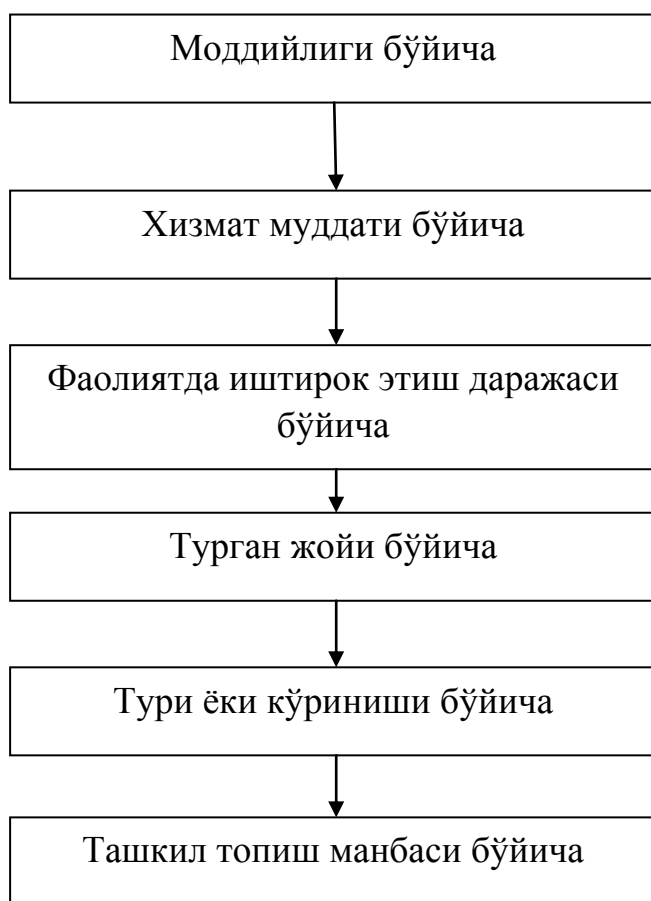 Моддийлиги бўйича
Хизмат муддати бўйича
Фаолиятда иштирок этиш даражаси
бўйича
Турган жойи бўйича
Тури ёки кўриниши бўйича
Ташкил топиш манбаси бўйича